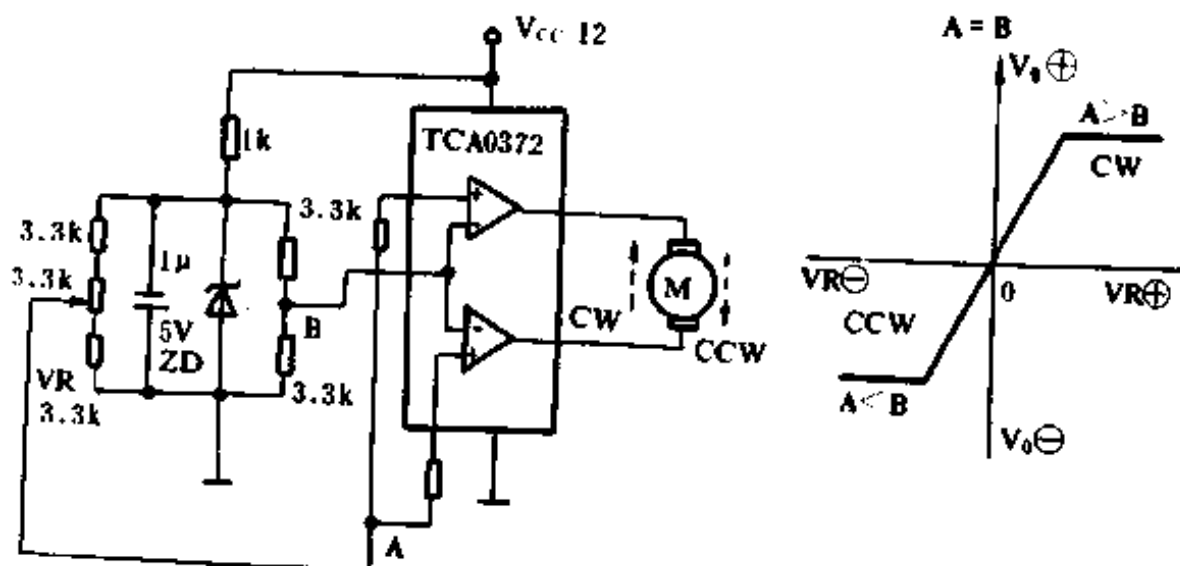 Vcc 12
1k
TCA0372
3.3k
3.3k
3.3k
1μ
5V
ZD
VR
3.3k
B
3.3k
+
-
-
+
M
CW
CCW
A
A = B
V₀⊕
A>B
CW
VR⊖
0
VR⊕
CCW
A<B
V₀⊖